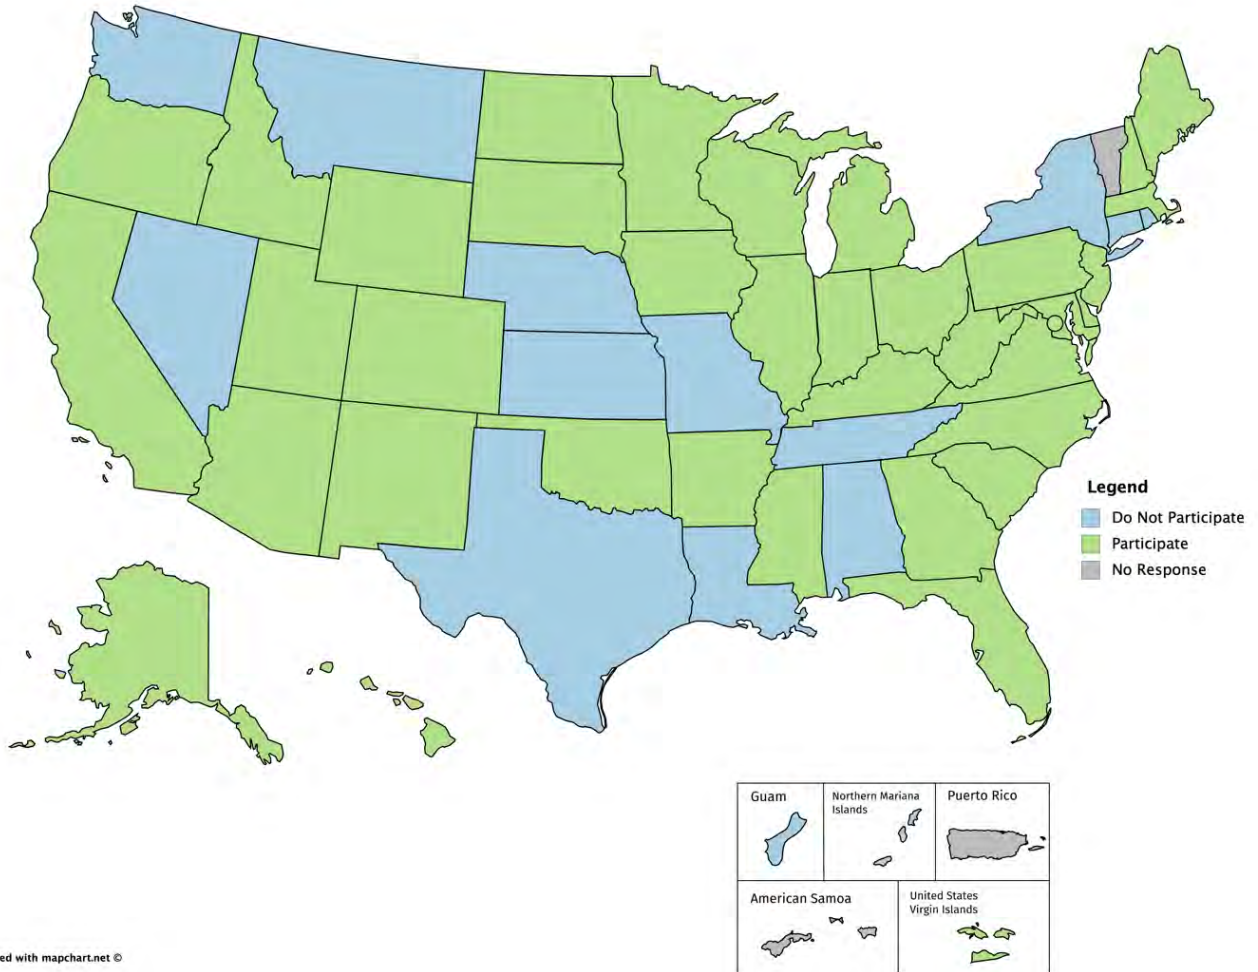 Legend
Do Not Participate
Participate
No Response
Guam
Northern Mariana
Islands
Puerto Rico
American Samoa
United States
Virgin Islands
ed with mapchart.net ©